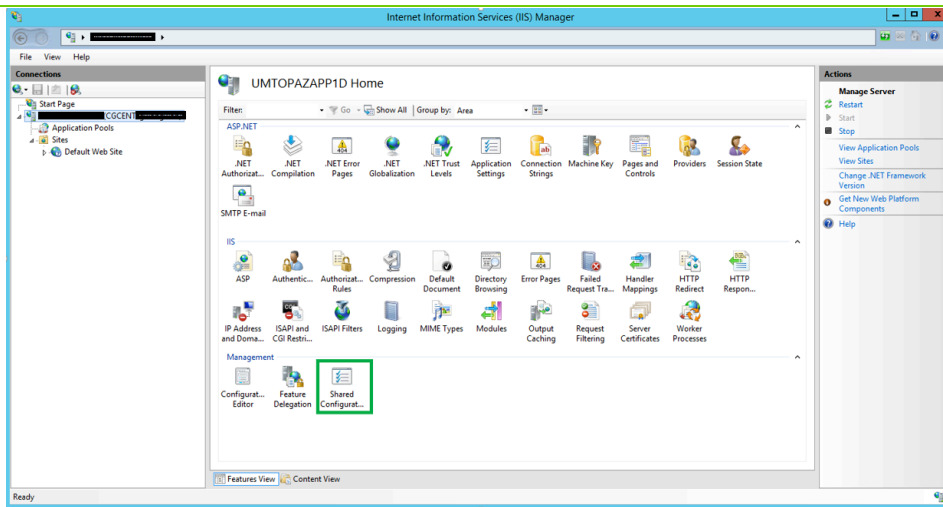 Internet Information Services (IIS) Manager
File View Help
Connections
Start Page
CGCENT
Application Pools
Sites
Default Web Site
UMTOPAZAPP1D Home
Filter: Go Show All Group by: Area
ASP.NET
.NET Authorizat...
.NET Compilation
.NET Error Pages
.NET Globalization
.NET Trust Levels
Application Settings
Connection Strings
Machine Key
Pages and Controls
Providers
Session State
SMTP E-mail
IIS
ASP
Authentic...
Authorizat... Rules
Compression
Default Document
Directory Browsing
Error Pages
Failed Request Tra...
Handler Mappings
HTTP Redirect
HTTP Respon...
IP Address and Doma...
ISAPI and CGI Restri...
ISAPI Filters
Logging
MIME Types
Modules
Output Caching
Request Filtering
Server Certificates
Worker Processes
Management
Configurat... Editor
Feature Delegation
Shared Configurat...
Features View Content View
Ready
Actions
Manage Server
Restart
Start
Stop
View Application Pools
View Sites
Change .NET Framework
Version
Get New Web Platform
Components
Help